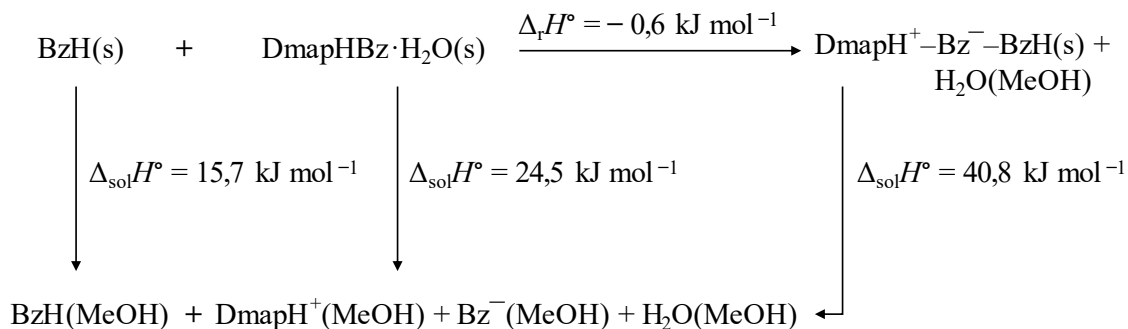 Δ_rH° = − 0,6 kJ mol⁻¹
BzH(s) + DmapHBz·H₂O(s) DmapH⁺–Bz⁻–BzH(s) +
H₂O(MeOH)
Δ_solH° = 15,7 kJ mol⁻¹ Δ_solH° = 24,5 kJ mol⁻¹ Δ_solH° = 40,8 kJ mol⁻¹
BzH(MeOH) + DmapH⁺(MeOH) + Bz⁻(MeOH) + H₂O(MeOH)